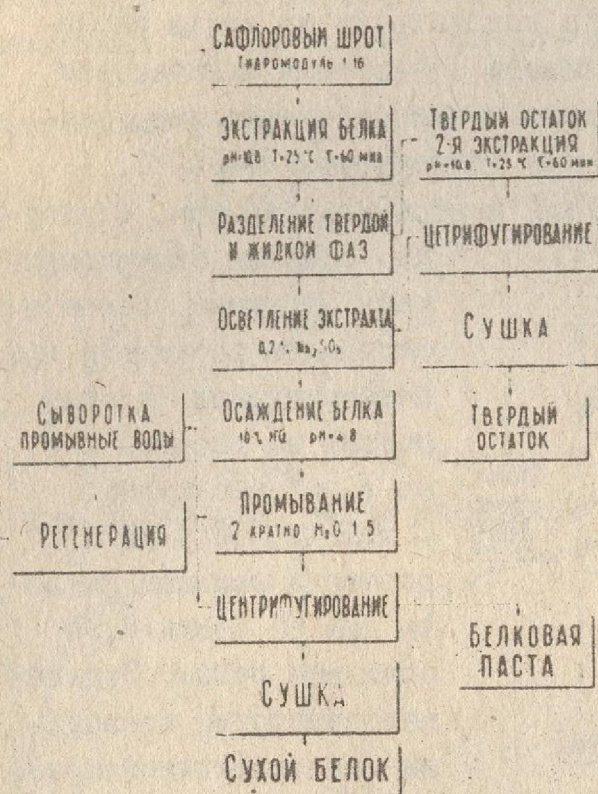 САФЛОРОВЫЙ ШРОТ
ГИДРОМОДУЛЬ 1:16
ЭКСТРАКЦИЯ БЕЛКА
pH=10,8 T=25 °C τ=60 мин
РАЗДЕЛЕНИЕ ТВЕРДОЙ
И ЖИДКОЙ ФАЗ
ОСВЕТЛЕНИЕ ЭКСТРАКТА
0,2 % Na₂SO₃
ОСАЖДЕНИЕ БЕЛКА
10 % HCl pH=4,8
ПРОМЫВАНИЕ
2 КРАТНО H₂O 1:5
ЦЕНТРИФУГИРОВАНИЕ
СУШКА
СУХОЙ БЕЛОК
ТВЕРДЫЙ ОСТАТОК
2-Я ЭКСТРАКЦИЯ
pH=10,8 T=25 °C τ=60 мин
ЦЕТРИФУГИРОВАНИЕ
СУШКА
ТВЕРДЫЙ
ОСТАТОК
БЕЛКОВАЯ
ПАСТА
СЫВОРОТКА
ПРОМЫВНЫЕ ВОДЫ
РЕГЕНЕРАЦИЯ